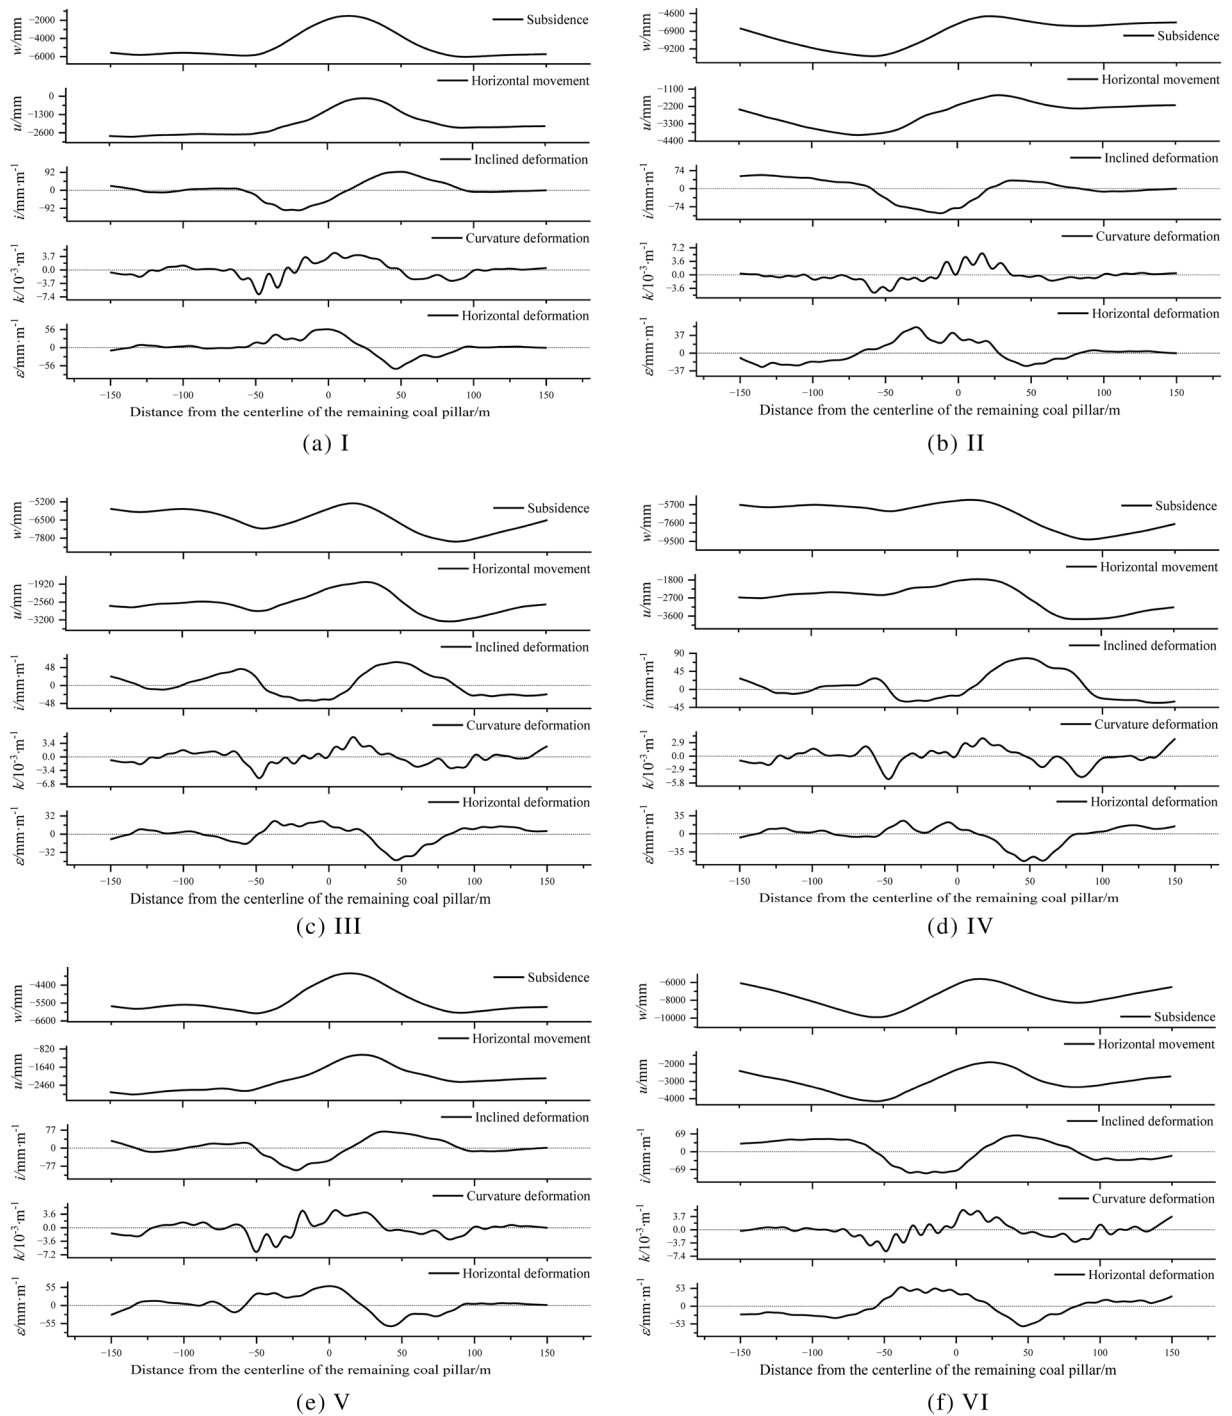 −2000
−4000
−6000
w/mm
Subsidence
0
−1300
−2600
u/mm
Horizontal movement
92
0
−92
i/mm·m-1
Inclined deformation
3.7
0.0
−3.7
−7.4
k/10-3·m-1
Curvature deformation
56
0
−56
ε/mm·m-1
Horizontal deformation
−150 −100 −50 0 50 100 150
Distance from the centerline of the remaining coal pillar/m
(a) I
−4600
−6900
−9200
w/mm
Subsidence
−1100
−2200
−3300
−4400
u/mm
Horizontal movement
74
0
−74
i/mm·m-1
Inclined deformation
7.2
3.6
0.0
−3.6
k/10-3·m-1
Curvature deformation
37
0
−37
ε/mm·m-1
Horizontal deformation
−150 −100 −50 0 50 100 150
Distance from the centerline of the remaining coal pillar/m
(b) II
−5200
−6500
−7800
w/mm
Subsidence
−1920
−2560
−3200
u/mm
Horizontal movement
48
0
−48
i/mm·m-1
Inclined deformation
3.4
0.0
−3.4
−6.8
k/10-3·m-1
Curvature deformation
32
0
−32
ε/mm·m-1
Horizontal deformation
−150 −100 −50 0 50 100 150
Distance from the centerline of the remaining coal pillar/m
(c) III
−5700
−7600
−9500
w/mm
Subsidence
−1800
−2700
−3600
u/mm
Horizontal movement
90
45
0
−45
i/mm·m-1
Inclined deformation
2.9
0.0
−2.9
−5.8
k/10-3·m-1
Curvature deformation
35
0
−35
ε/mm·m-1
Horizontal deformation
−150 −100 −50 0 50 100 150
Distance from the centerline of the remaining coal pillar/m
(d) IV
−4400
−5500
−6600
w/mm
Subsidence
−820
−1640
−2460
u/mm
Horizontal movement
77
0
−77
i/mm·m-1
Inclined deformation
3.6
0.0
−3.6
−7.2
k/10-3·m-1
Curvature deformation
55
0
−55
ε/mm·m-1
Horizontal deformation
−150 −100 −50 0 50 100 150
Distance from the centerline of the remaining coal pillar/m
(e) V
−6000
−8000
−10000
w/mm
Subsidence
−2000
−3000
−4000
u/mm
Horizontal movement
69
0
−69
i/mm·m-1
Inclined deformation
3.7
0.0
−3.7
−7.4
k/10-3·m-1
Curvature deformation
53
0
−53
ε/mm·m-1
Horizontal deformation
−150 −100 −50 0 50 100 150
Distance from the centerline of the remaining coal pillar/m
(f) VI